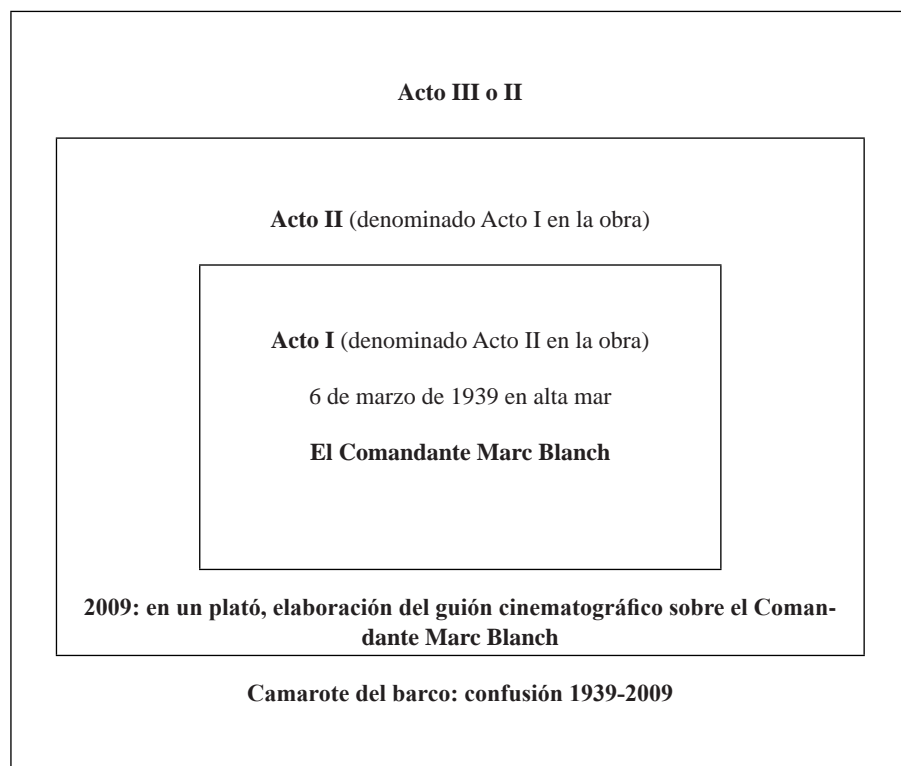 Acto III o II
Acto II (denominado Acto I en la obra)
Acto I (denominado Acto II en la obra)
6 de marzo de 1939 en alta mar
El Comandante Marc Blanch
2009: en un plató, elaboración del guión cinematográfico sobre el Coman-
dante Marc Blanch
Camarote del barco: confusión 1939-2009